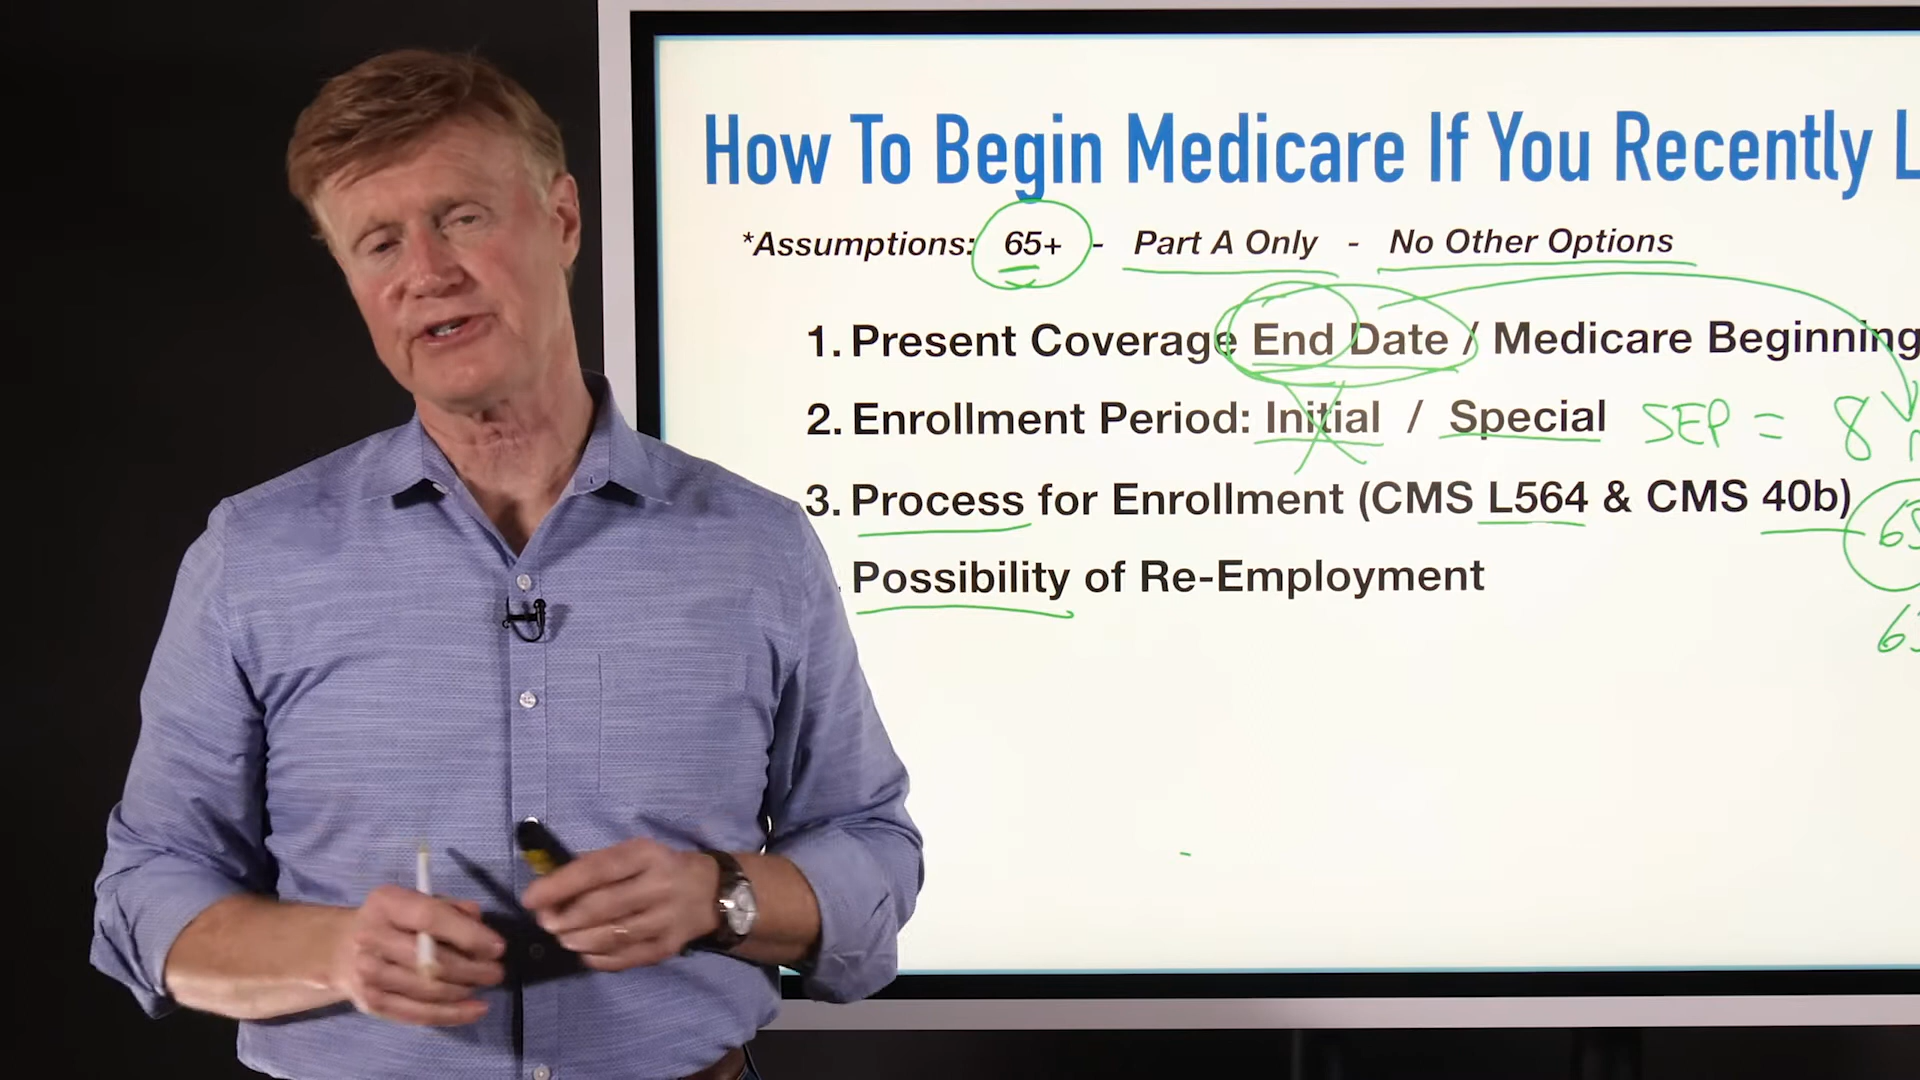 How To Begin Medicare If You Recently
*Assumptions: 65+ - Part A Only - No Other Options
1. Present Coverage End Date / Medicare Beginning
2. Enrollment Period: Initial / Special SEP = 8
3. Process for Enrollment (CMS L564 & CMS 40b)
Possibility of Re-Employment